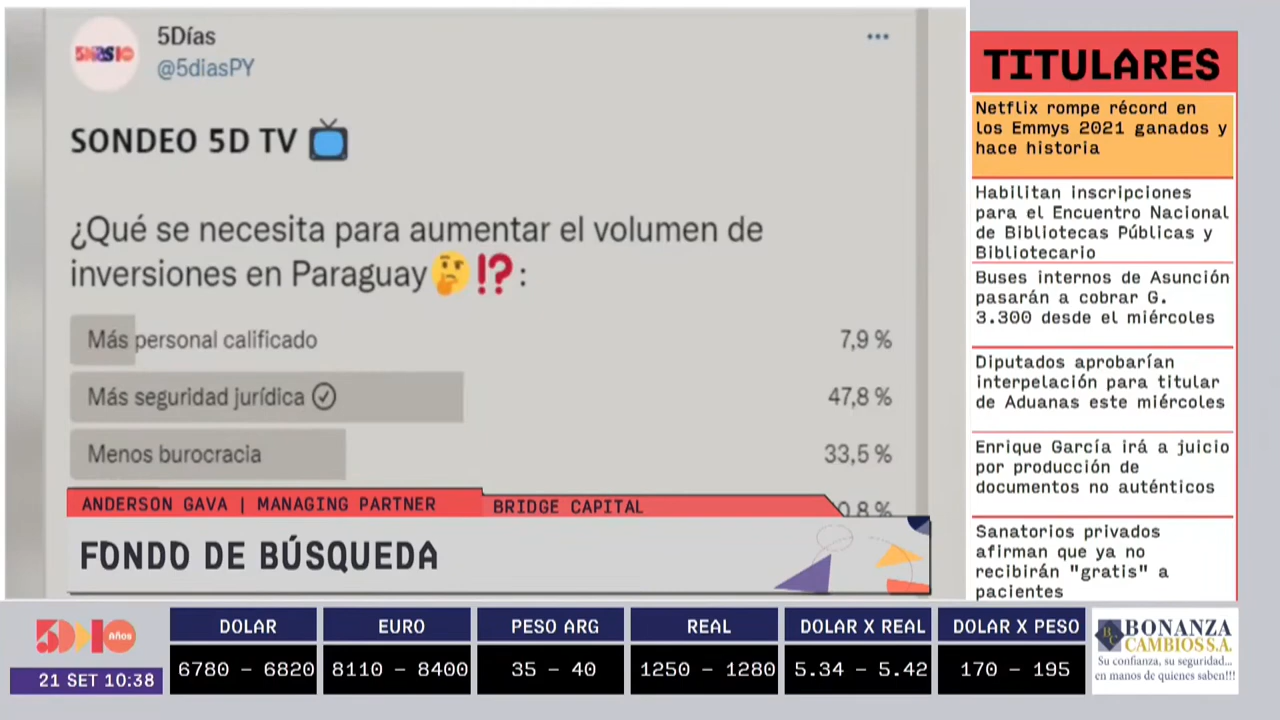 5Días
@5diasPY
SONDEO 5D TV
¿Qué se necesita para aumentar el volumen de
inversiones en Paraguay🤔⁉️:
Más personal calificado 7,9 %
Más seguridad jurídica 47,8 %
Menos burocracia 33,5 %
0,8 %
ANDERSON GAVA | MANAGING PARTNER BRIDGE CAPITAL
FONDO DE BÚSQUEDA
TITULARES
Netflix rompe récord en
los Emmys 2021 ganados y
hace historia
Habilitan inscripciones
para el Encuentro Nacional
de Bibliotecas Públicas y
Bibliotecario
Buses internos de Asunción
pasarán a cobrar G.
3.300 desde el miércoles
Diputados aprobarían
interpelación para titular
de Aduanas este miércoles
Enrique García irá a juicio
por producción de
documentos no auténticos
Sanatorios privados
afirman que ya no
recibirán "gratis" a
pacientes
5D 10 Años
21 SET 10:38
DOLAR EURO PESO ARG REAL DOLAR X REAL DOLAR X PESO
6780 - 6820 8110 - 8400 35 - 40 1250 - 1280 5.34 - 5.42 170 - 195
BONANZA
CAMBIOS S.A.
Su confianza, su seguridad...
en manos de quienes saben!!!